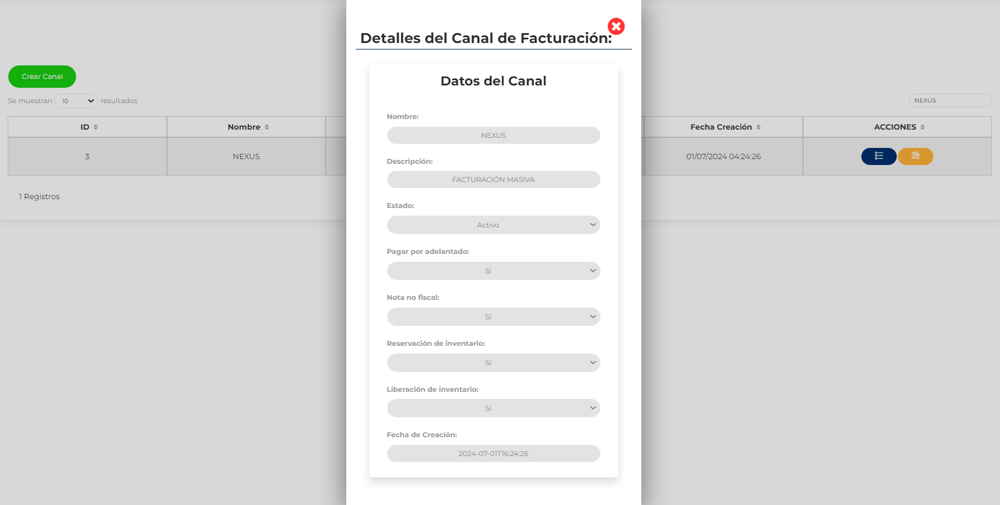 Detalles del Canal de Facturación:
Datos del Canal
Nombre:
NEXUS
Descripción:
FACTURACIÓN MASIVA
Estado:
Activo
Pagar por adelantado:
Sí
Nota no fiscal:
Sí
Reservación de inventario:
Sí
Liberación de inventario:
Sí
Fecha de Creación:
2024-07-01T16:24:26
Crear Canal
Se muestran 10 resultados
NEXUS
ID Nombre Fecha Creación ACCIONES
3 NEXUS 01/07/2024 04:24:26
1 Registros